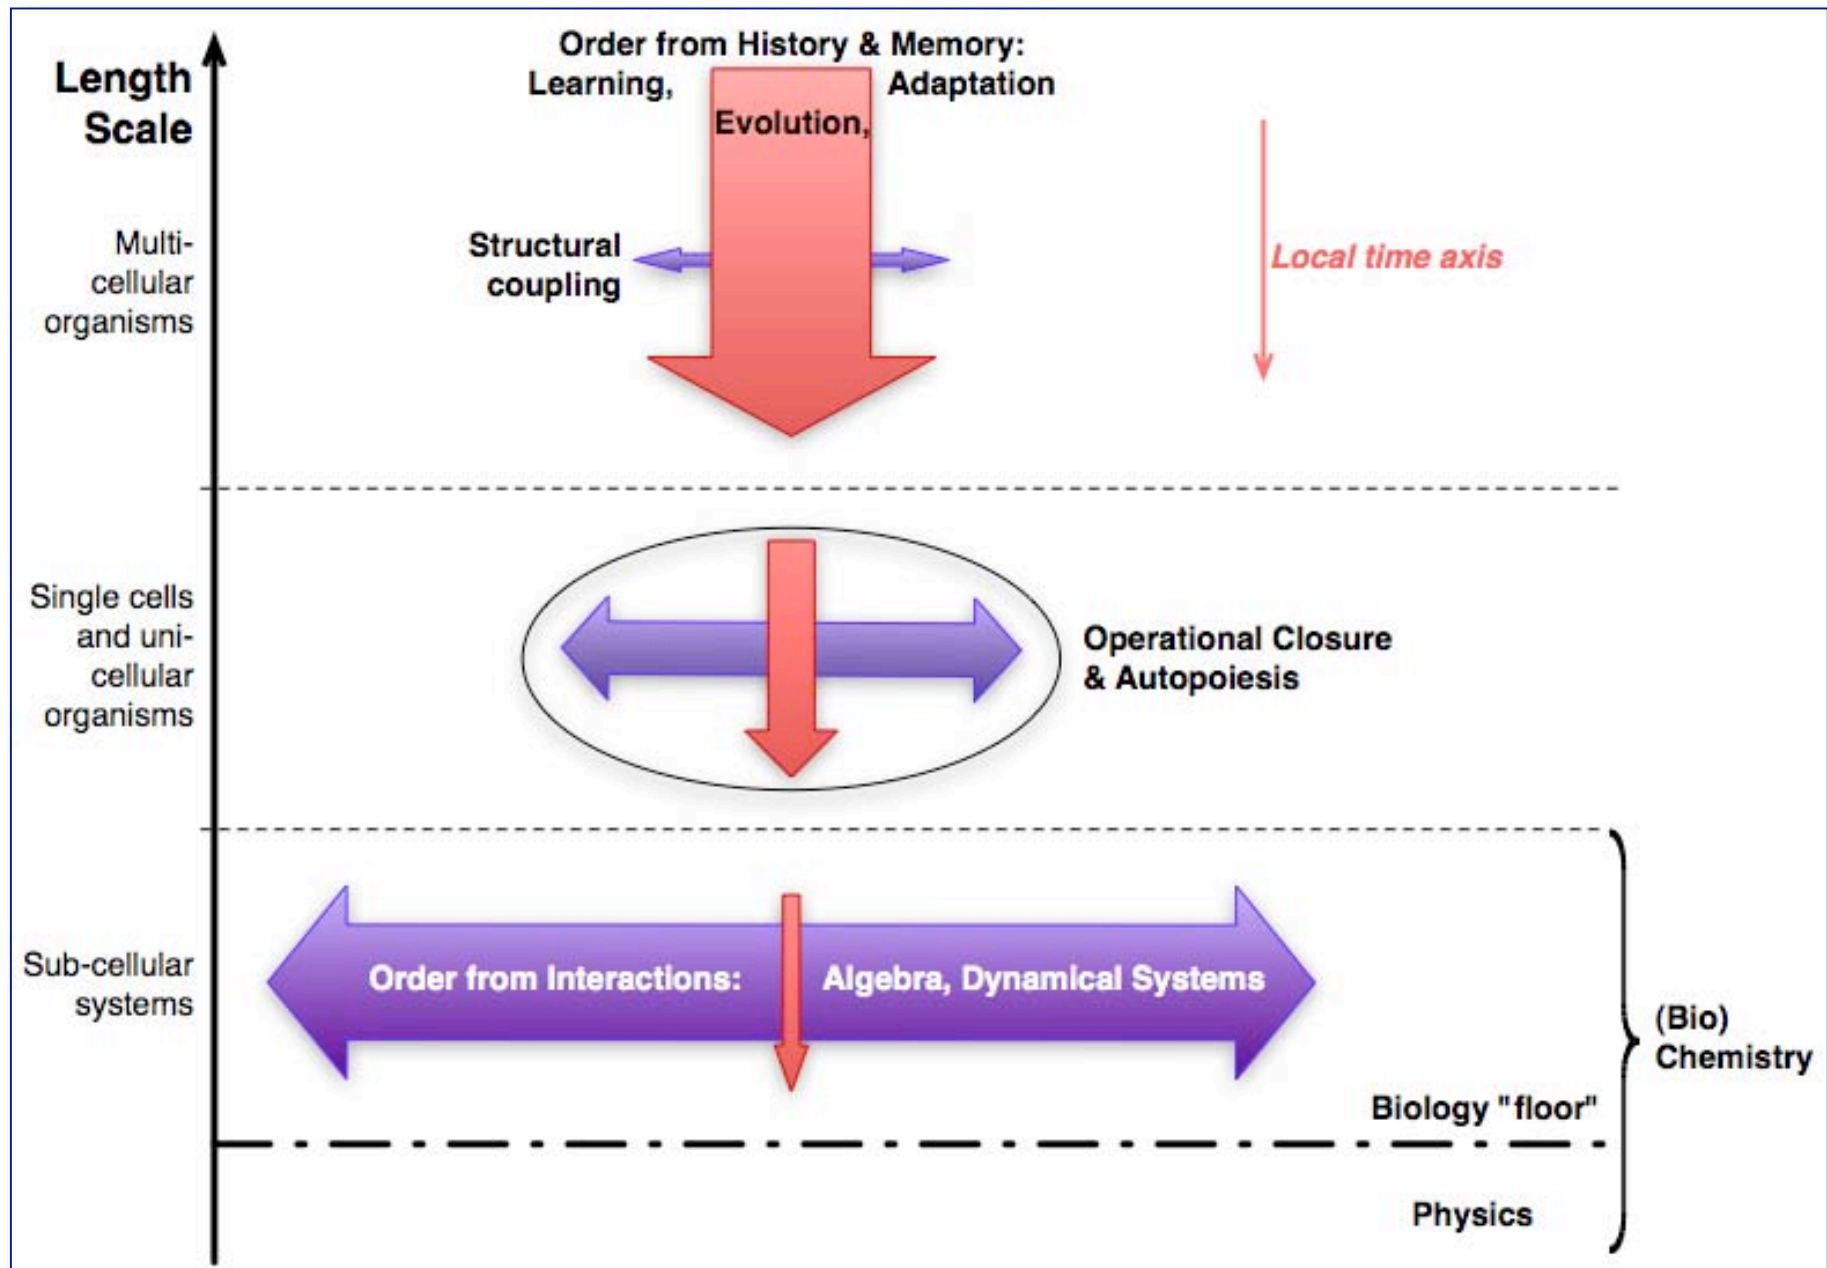 Order from History & Memory:
Learning,
Adaptation
Evolution,
Length
Scale
Multi-
cellular
organisms
Structural
coupling
Local time axis
Single cells
and uni-
cellular
organisms
Operational Closure
& Autopoiesis
Sub-cellular
systems
Order from Interactions:
Algebra, Dynamical Systems
(Bio)
Chemistry
Biology "floor"
Physics